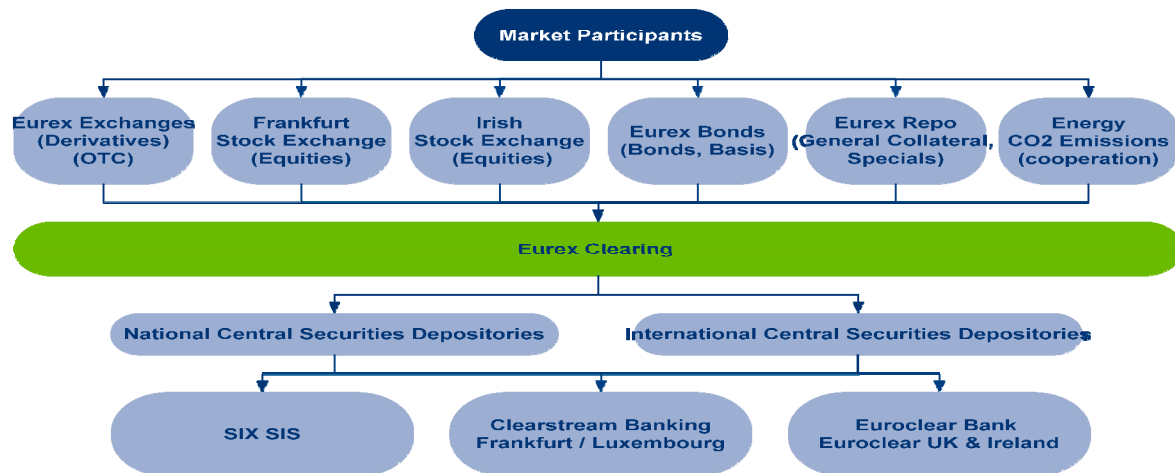 Market Participants
Eurex Exchanges
(Derivatives)
(OTC)
Frankfurt
Stock Exchange
(Equities)
Irish
Stock Exchange
(Equities)
Eurex Bonds
(Bonds, Basis)
Eurex Repo
(General Collateral,
Specials)
Energy
CO2 Emissions
(cooperation)
Eurex Clearing
National Central Securities Depositories
International Central Securities Depositories
SIX SIS
Clearstream Banking
Frankfurt / Luxembourg
Euroclear Bank
Euroclear UK & Ireland